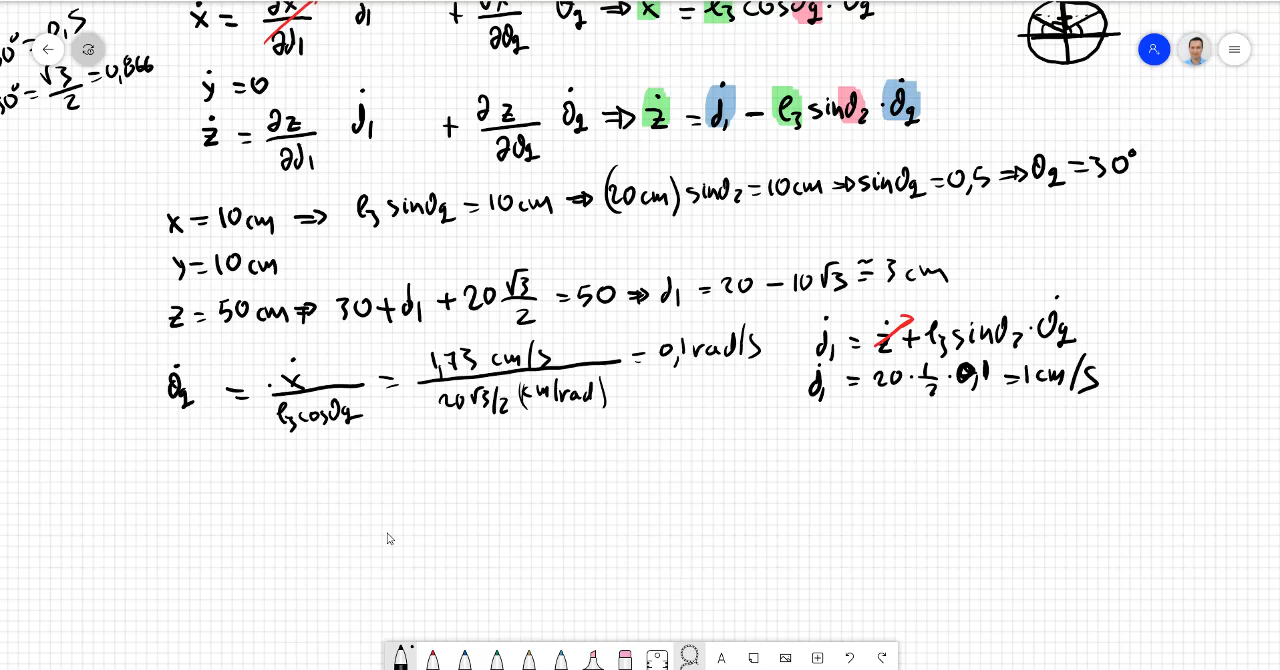 ẋ = ∂x/∂d₁ ḋ₁ + ∂x/∂θ₂ θ̇₂ ⇒ ẋ = ℓ₃ cosθ₂ · θ̇₂
30° = 0,5
30° = √3/2 = 0,866
ẏ = 0
ż = ∂z/∂d₁ ḋ₁ + ∂z/∂θ₂ θ̇₂ ⇒ ż = ḋ₁ - ℓ₃ sinθ₂ · θ̇₂
x = 10 cm ⇒ ℓ₃ sinθ₂ = 10 cm ⇒ (20 cm) sinθ₂ = 10 cm ⇒ sinθ₂ = 0,5 ⇒ θ₂ = 30°
y = 10 cm
z = 50 cm ⇒ 30 + d₁ + 20 √3/2 = 50 ⇒ d₁ = 20 - 10√3 ≅ 3 cm
θ̇₂ = ẋ/ℓ₃cosθ₂ = 1,73 cm/s / 20√3/2 (cm/rad) = 0,1 rad/s
ḋ₁ = ż + ℓ₃ sinθ₂ · θ̇₂
ḋ₁ = 20 · 1/2 · 0,1 = 1 cm/s
A